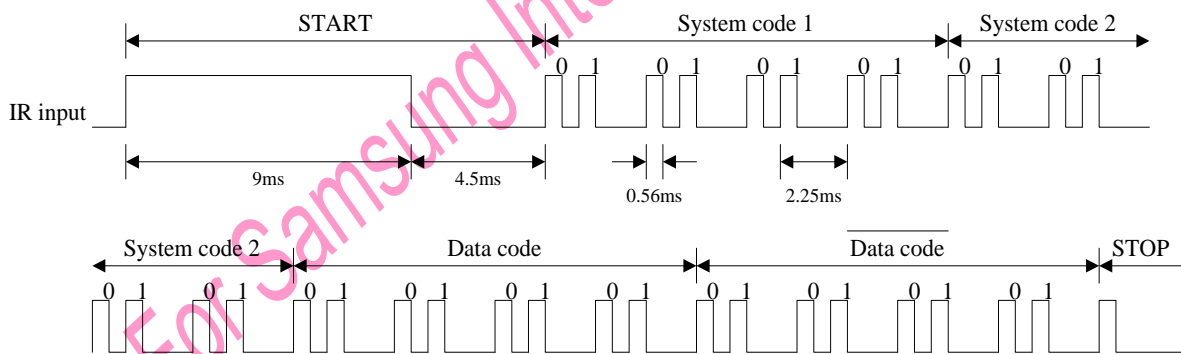 START System code 1 System code 2
0 1 0 1 0 1 0 1 0 1 0 1
IR input
9ms 4.5ms 0.56ms 2.25ms
System code 2 Data code Data code STOP
0 1 0 1 0 1 0 1 0 1 0 1 0 1 0 1 0 1 0 1
For Samsung Inte